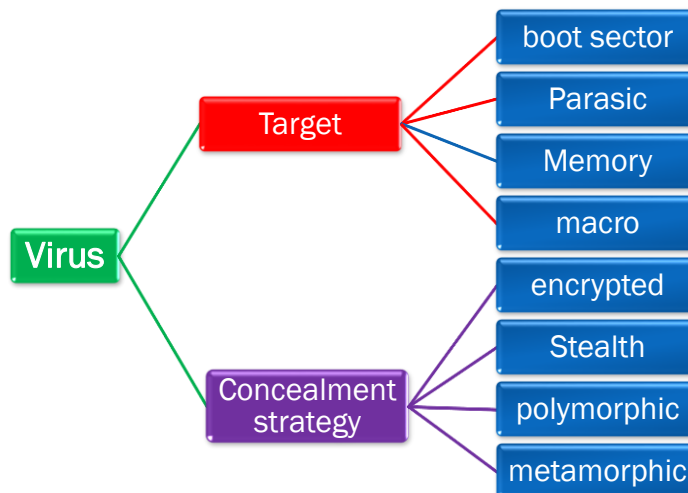 Virus
Target
boot sector
Parasic
Memory
macro
Concealment
strategy
encrypted
Stealth
polymorphic
metamorphic